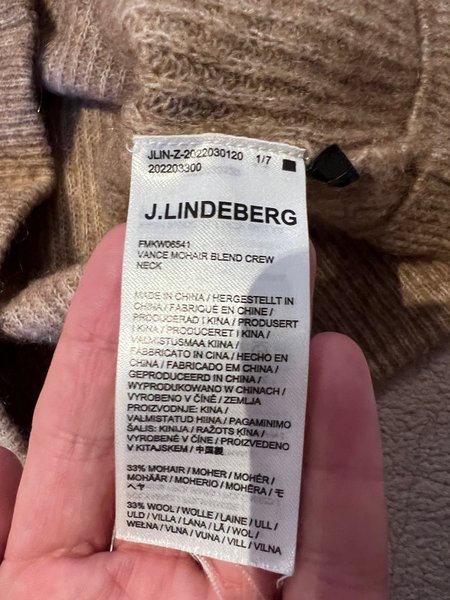 JLIN-Z-2022030120 1/7
202203300
J.LINDEBERG
FMKW06541
VANCE MOHAIR BLEND CREW
NECK
MADE IN CHINA / HERGESTELLT IN
CHINA / FABRIQUÉ EN CHINE /
PRODUCERAD I KINA / PRODUSERT
I KINA / PRODUCERET I KINA /
VALMISTUSMAA KIINA /
FABBRICATO IN CINA / HECHO EN
CHINA / FABRICADO EM CHINA /
GEPRODUCEERD IN CHINA /
WYPRODUKOWANO W CHINACH /
VYROBENO V ČÍNĚ / ZEMLJA
PROIZVODNJE: KINA /
VALMISTATUD HIINA / PAGAMINIMO
ŠALIS: KINIJA / RAŽOTS ĶĪNA /
VYROBENÉ V ČÍNE / PROIZVEDENO
V KITAJSKEM / 中国製
33% MOHAIR / MOHER / MOHÉR /
MOHÄÄR / MOHERIO / MOHĒRA / モ
ヘヤ
33% WOOL / WOLLE / LAINE / ULL /
ULD / VILLA / LANA / LÃ / WOL /
WEŁNA / VLNA / VUNA / VILL / VILNA